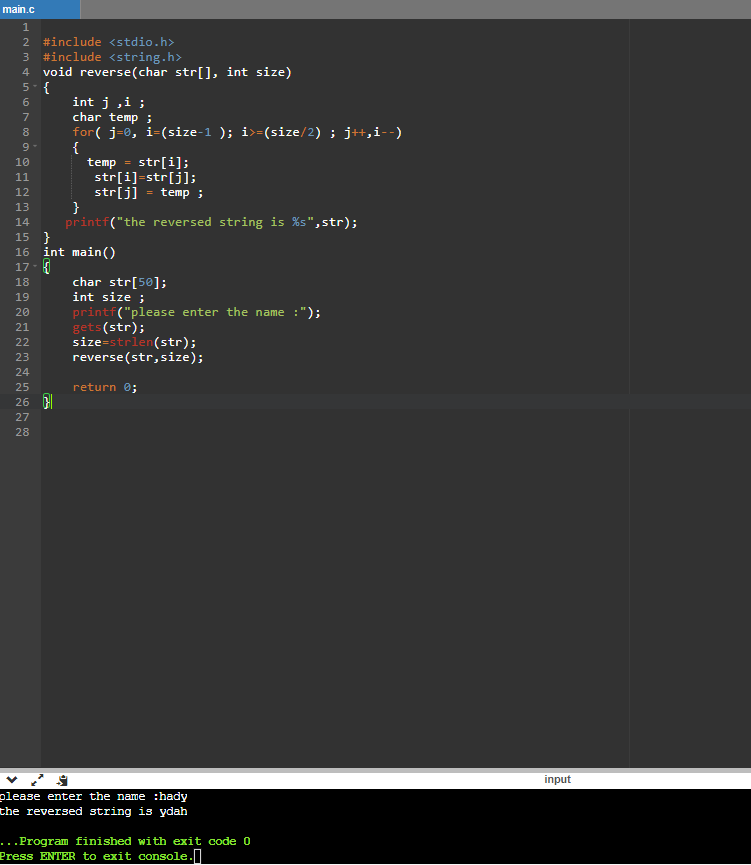 main.c
1
2 #include <stdio.h>
3 #include <string.h>
4 void reverse(char str[], int size)
5 {
6 int j ,i ;
7 char temp ;
8 for( j=0, i=(size-1 ); i>=(size/2) ; j++,i--)
9 {
10 temp = str[i];
11 str[i]=str[j];
12 str[j] = temp ;
13 }
14 printf("the reversed string is %s",str);
15 }
16 int main()
17 {
18 char str[50];
19 int size ;
20 printf("please enter the name :");
21 gets(str);
22 size=strlen(str);
23 reverse(str,size);
24
25 return 0;
26 }
27
28
input
please enter the name :hady
the reversed string is ydah
...Program finished with exit code 0
Press ENTER to exit console.